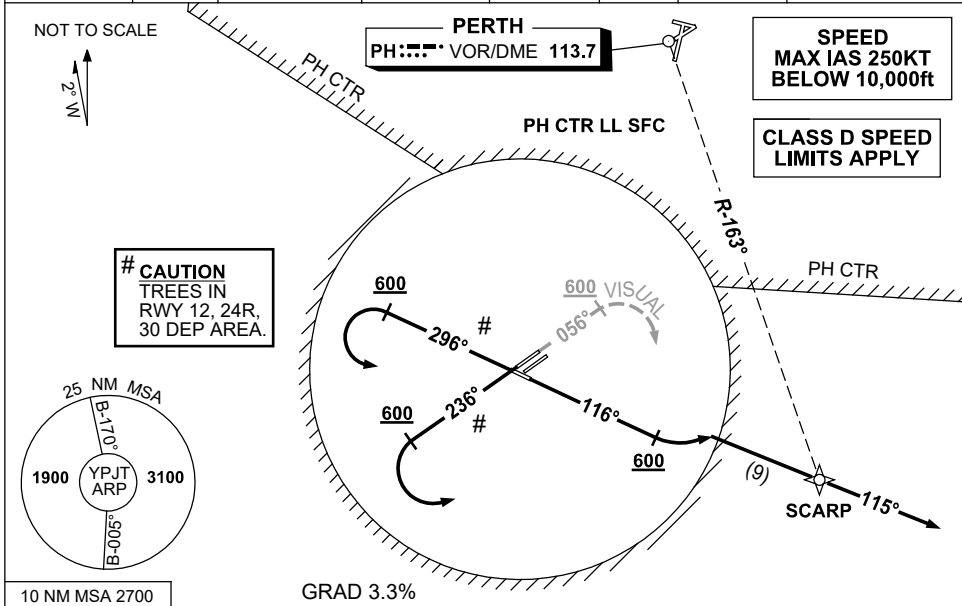 NOT TO SCALE
2° W
PERTH
PH VOR/DME 113.7
SPEED
MAX IAS 250KT
BELOW 10,000ft
CLASS D SPEED
LIMITS APPLY
PH CTR
PH CTR LL SFC
R-163°
PH CTR
# CAUTION
TREES IN
RWY 12, 24R,
30 DEP AREA.
600
296°
#
600 VISUAL
056°
600
236°
#
116°
600
(9)
SCARP
115°
25 NM MSA
B-170°
1900
YPJT
ARP
3100
B-005°
10 NM MSA 2700
GRAD 3.3%